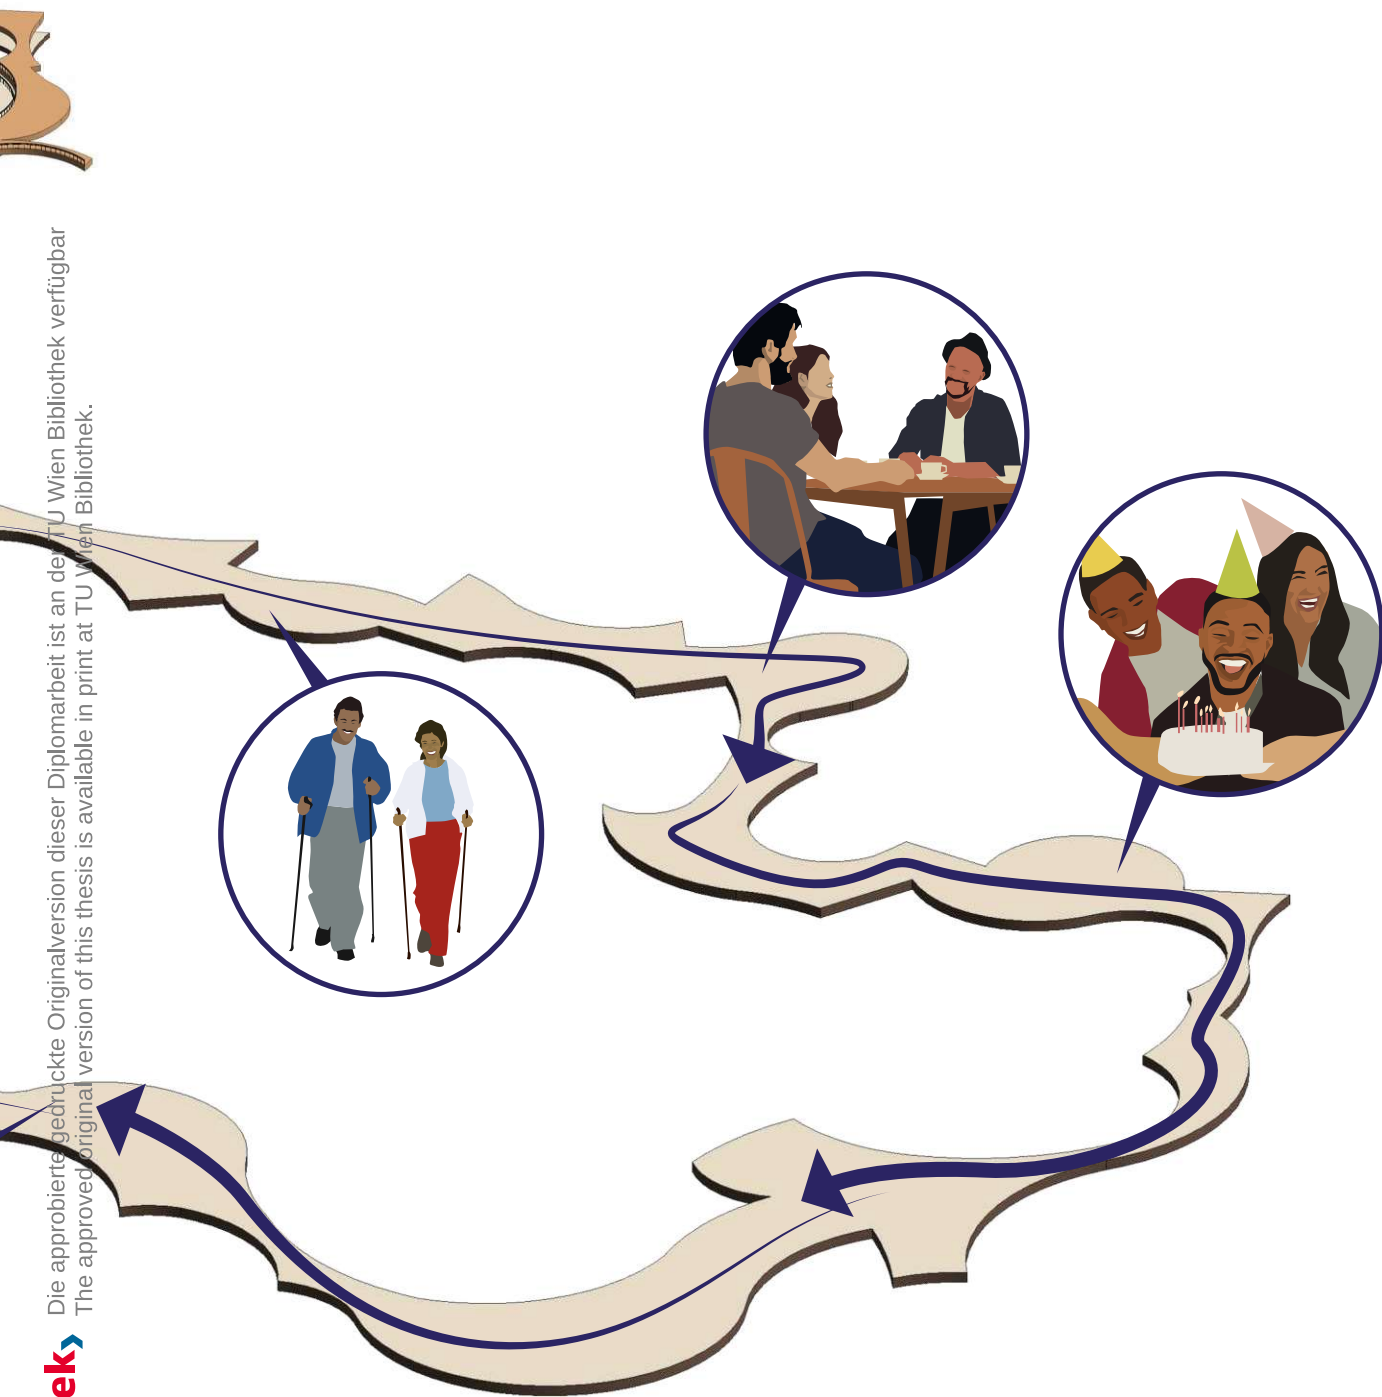 Die approbierte gedruckte Originalversion dieser Diplomarbeit ist an der TU Wien Bibliothek verfügbar
The approved original version of this thesis is available in print at TU Wien Bibliothek.
ek